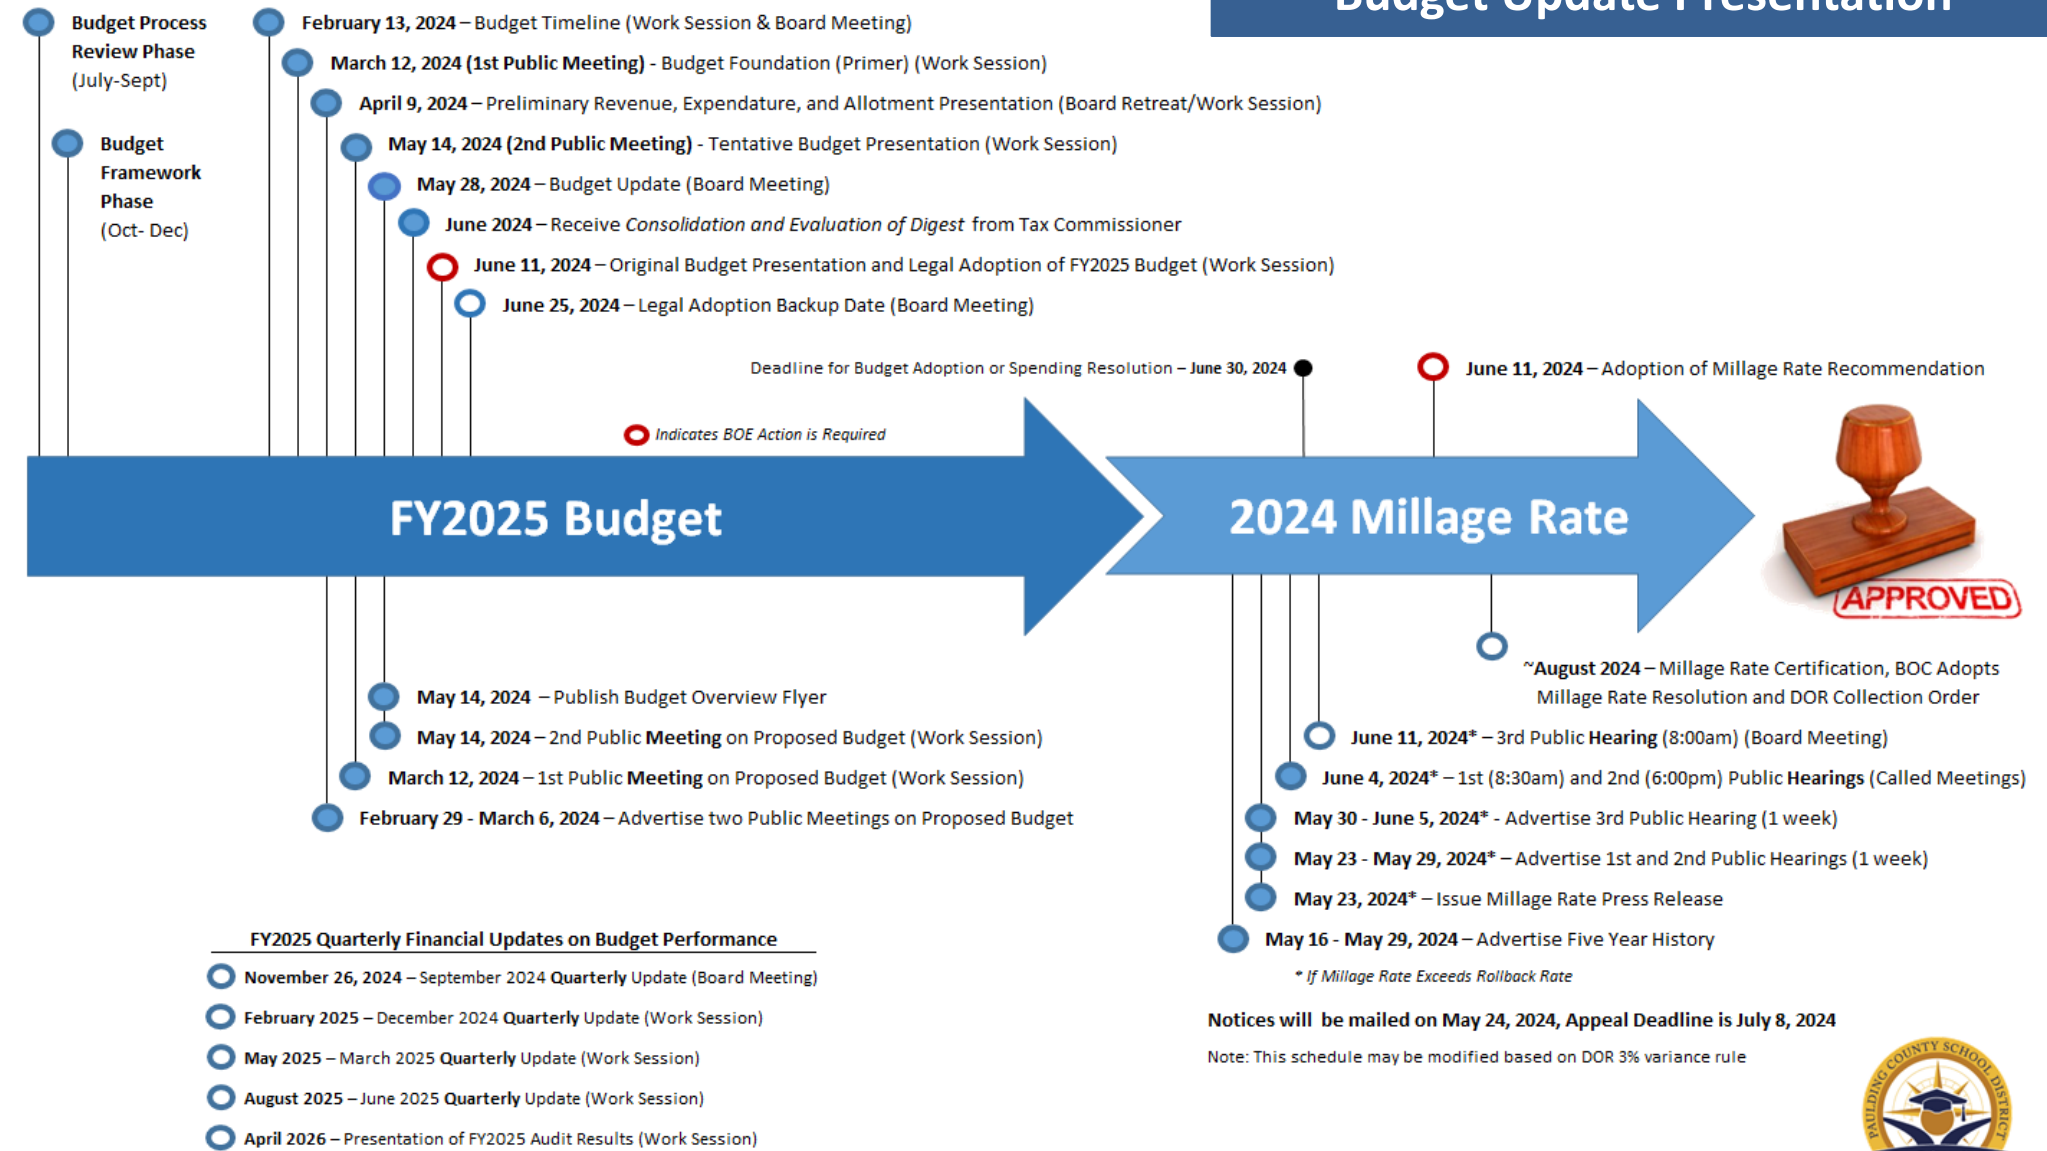 Budget Update Presentation
Budget Process
Review Phase
(July-Sept)
Budget
Framework
Phase
(Oct- Dec)
February 13, 2024 – Budget Timeline (Work Session & Board Meeting)
March 12, 2024 (1st Public Meeting) - Budget Foundation (Primer) (Work Session)
April 9, 2024 – Preliminary Revenue, Expenditure, and Allotment Presentation (Board Retreat/Work Session)
May 14, 2024 (2nd Public Meeting) - Tentative Budget Presentation (Work Session)
May 28, 2024 – Budget Update (Board Meeting)
June 2024 – Receive Consolidation and Evaluation of Digest from Tax Commissioner
June 11, 2024 – Original Budget Presentation and Legal Adoption of FY2025 Budget (Work Session)
June 25, 2024 – Legal Adoption Backup Date (Board Meeting)
Deadline for Budget Adoption or Spending Resolution – June 30, 2024
June 11, 2024 – Adoption of Millage Rate Recommendation
Indicates BOE Action is Required
FY2025 Budget
2024 Millage Rate
APPROVED
May 14, 2024 – Publish Budget Overview Flyer
May 14, 2024 – 2nd Public Meeting on Proposed Budget (Work Session)
March 12, 2024 – 1st Public Meeting on Proposed Budget (Work Session)
February 29 - March 6, 2024 – Advertise two Public Meetings on Proposed Budget
~August 2024 – Millage Rate Certification, BOC Adopts
Millage Rate Resolution and DOR Collection Order
June 11, 2024* – 3rd Public Hearing (8:00am) (Board Meeting)
June 4, 2024* – 1st (8:30am) and 2nd (6:00pm) Public Hearings (Called Meetings)
May 30 - June 5, 2024* - Advertise 3rd Public Hearing (1 week)
May 23 - May 29, 2024* – Advertise 1st and 2nd Public Hearings (1 week)
May 23, 2024* – Issue Millage Rate Press Release
May 16 - May 29, 2024 – Advertise Five Year History
* If Millage Rate Exceeds Rollback Rate
Notices will be mailed on May 24, 2024, Appeal Deadline is July 8, 2024
Note: This schedule may be modified based on DOR 3% variance rule
FY2025 Quarterly Financial Updates on Budget Performance
November 26, 2024 – September 2024 Quarterly Update (Board Meeting)
February 2025 – December 2024 Quarterly Update (Work Session)
May 2025 – March 2025 Quarterly Update (Work Session)
August 2025 – June 2025 Quarterly Update (Work Session)
April 2026 – Presentation of FY2025 Audit Results (Work Session)
PAULDING COUNTY SCHOOL DISTRICT